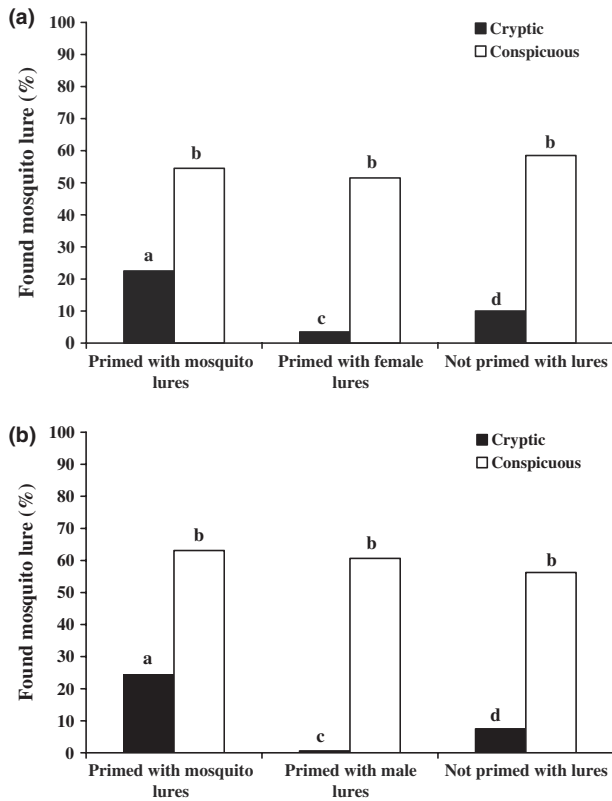 (a)
100
90
80
70
60
50
40
30
20
10
0
Found mosquito lure (%)
Cryptic
Conspicuous
a
b
c
b
d
b
Primed with mosquito
lures
Primed with female
lures
Not primed with lures
(b)
100
90
80
70
60
50
40
30
20
10
0
Found mosquito lure (%)
Cryptic
Conspicuous
a
b
c
b
d
b
Primed with mosquito
lures
Primed with male
lures
Not primed with lures